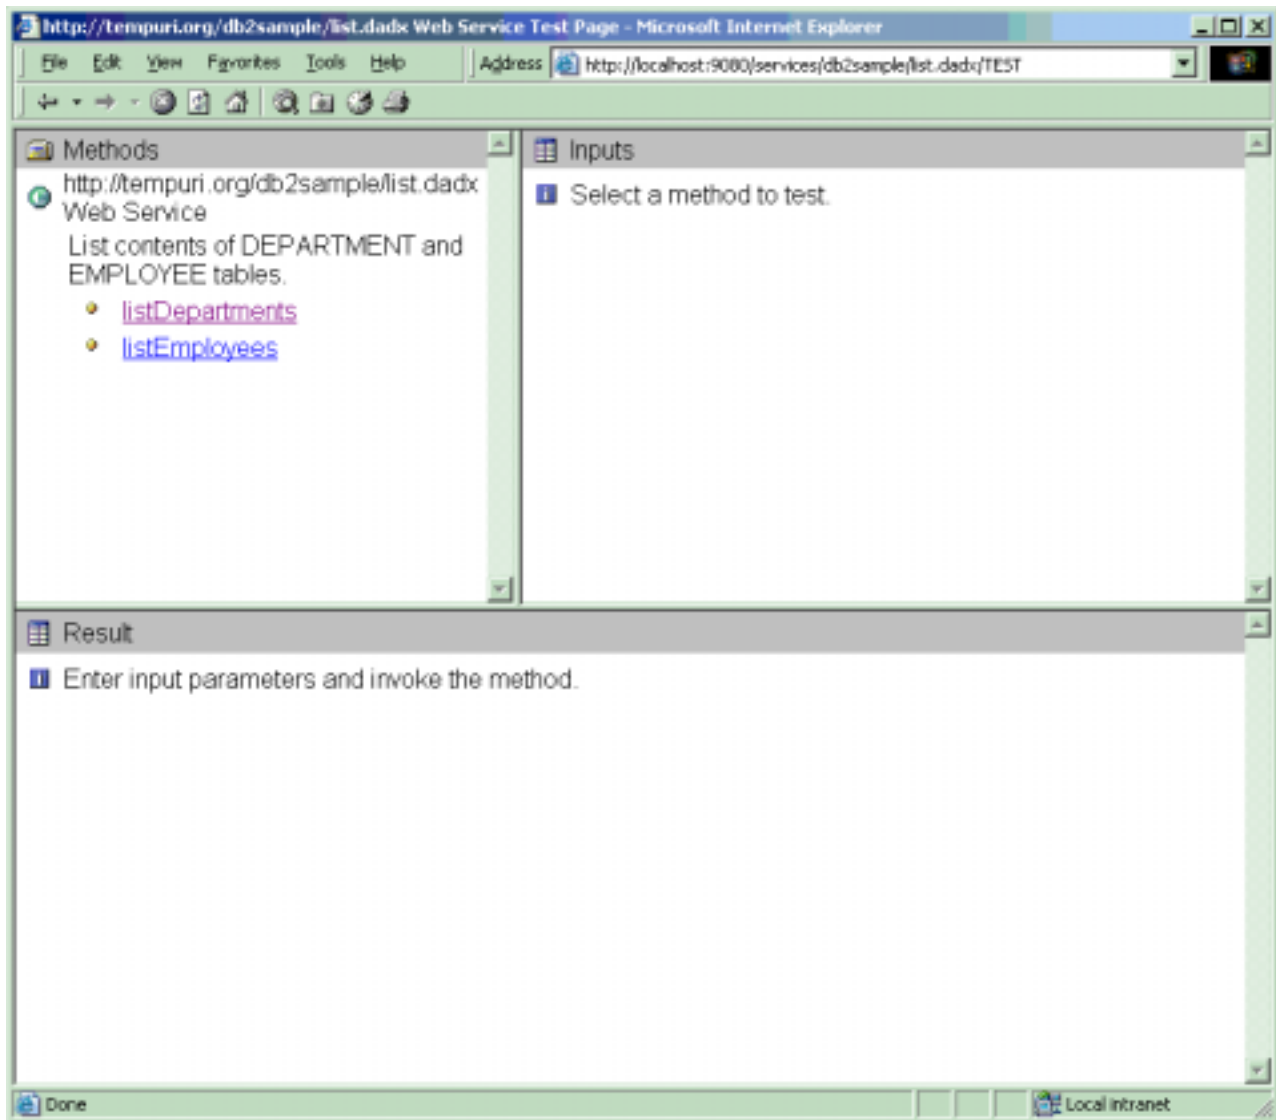 http://tempuri.org/db2sample/list.dadx Web Service Test Page - Microsoft Internet Explorer
File Edit View Favorites Tools Help
Address http://localhost:9080/services/db2sample/list.dadx/TEST
Methods
http://tempuri.org/db2sample/list.dadx
Web Service
List contents of DEPARTMENT and
EMPLOYEE tables.
listDepartments
listEmployees
Inputs
Select a method to test.
Result
Enter input parameters and invoke the method.
Done
Local intranet